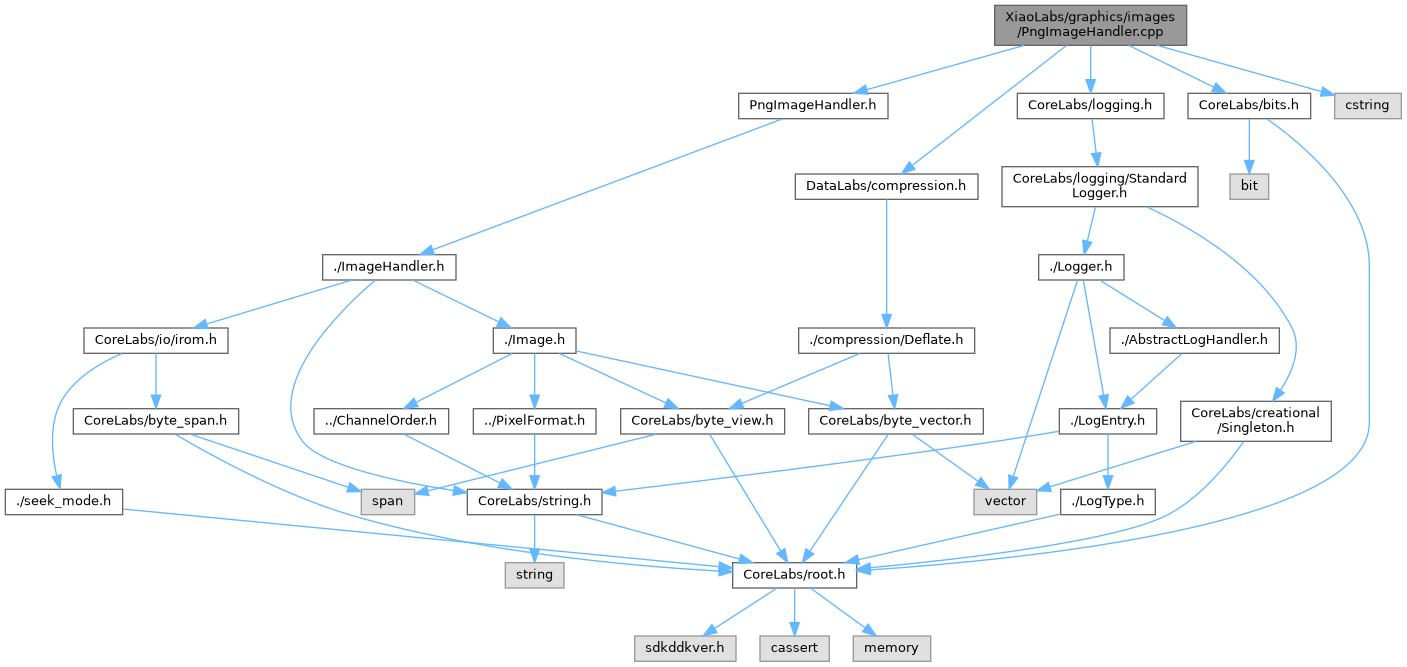 XiaoLabs/graphics/images
/PngImageHandler.cpp
PngImageHandler.h
CoreLabs/logging.h
CoreLabs/bits.h
cstring
DataLabs/compression.h
CoreLabs/logging/Standard
Logger.h
bit
./ImageHandler.h
./Logger.h
CoreLabs/io/irom.h
./Image.h
./compression/Deflate.h
./AbstractLogHandler.h
CoreLabs/byte_span.h
../ChannelOrder.h
../PixelFormat.h
CoreLabs/byte_view.h
CoreLabs/byte_vector.h
./LogEntry.h
CoreLabs/creational
/Singleton.h
./seek_mode.h
span
CoreLabs/string.h
vector
./LogType.h
string
CoreLabs/root.h
sdkddkver.h
cassert
memory